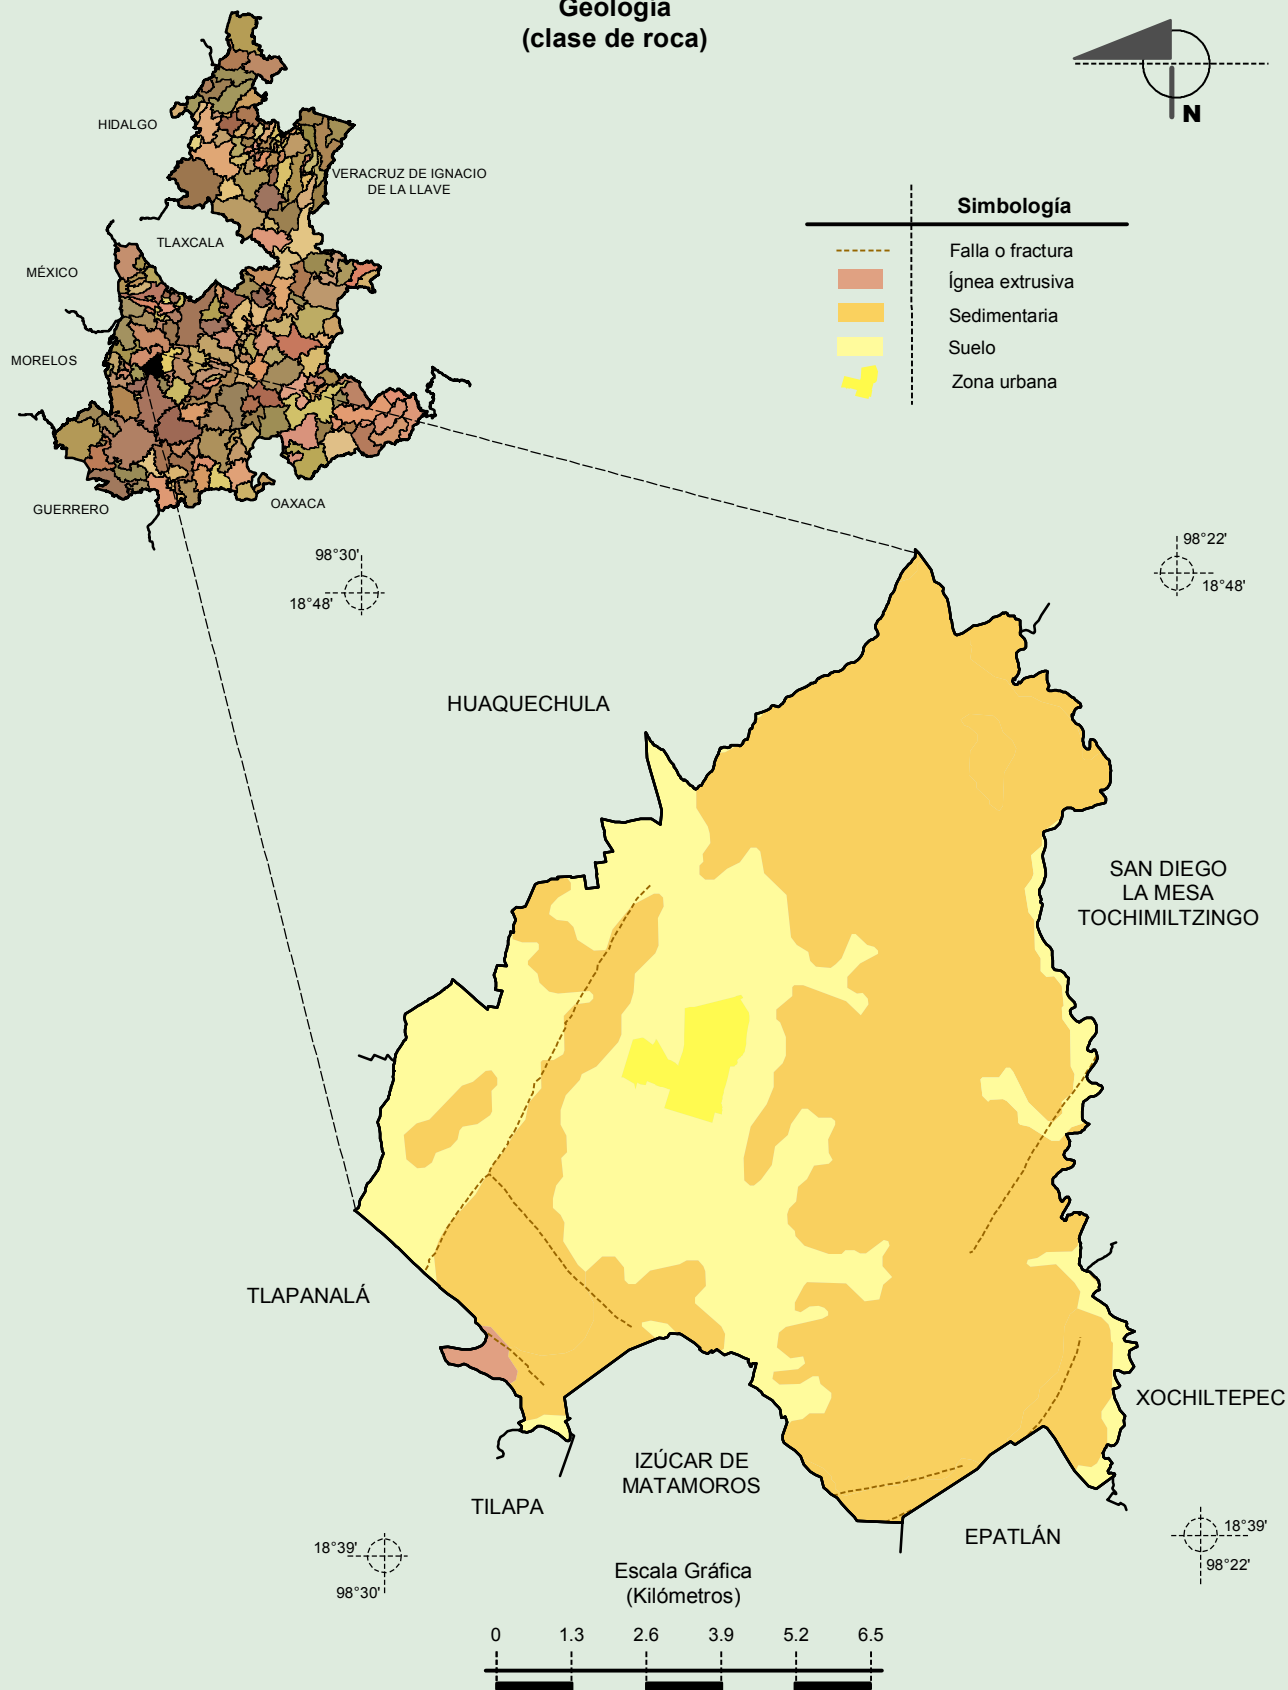 Geología
(clase de roca)
N
HIDALGO
VERACRUZ DE IGNACIO
DE LA LLAVE
TLAXCALA
MÉXICO
MORELOS
GUERRERO
OAXACA
Simbología
Falla o fractura
Ígnea extrusiva
Sedimentaria
Suelo
Zona urbana
98°30'
18°48'
98°22'
18°48'
HUAQUECHULA
SAN DIEGO
LA MESA
TOCHIMILTZINGO
TLAPANALÁ
XOCHILTEPEC
IZÚCAR DE
MATAMOROS
TILAPA
EPATLÁN
18°39'
98°30'
18°39'
98°22'
Escala Gráfica
(Kilómetros)
0 1.3 2.6 3.9 5.2 6.5